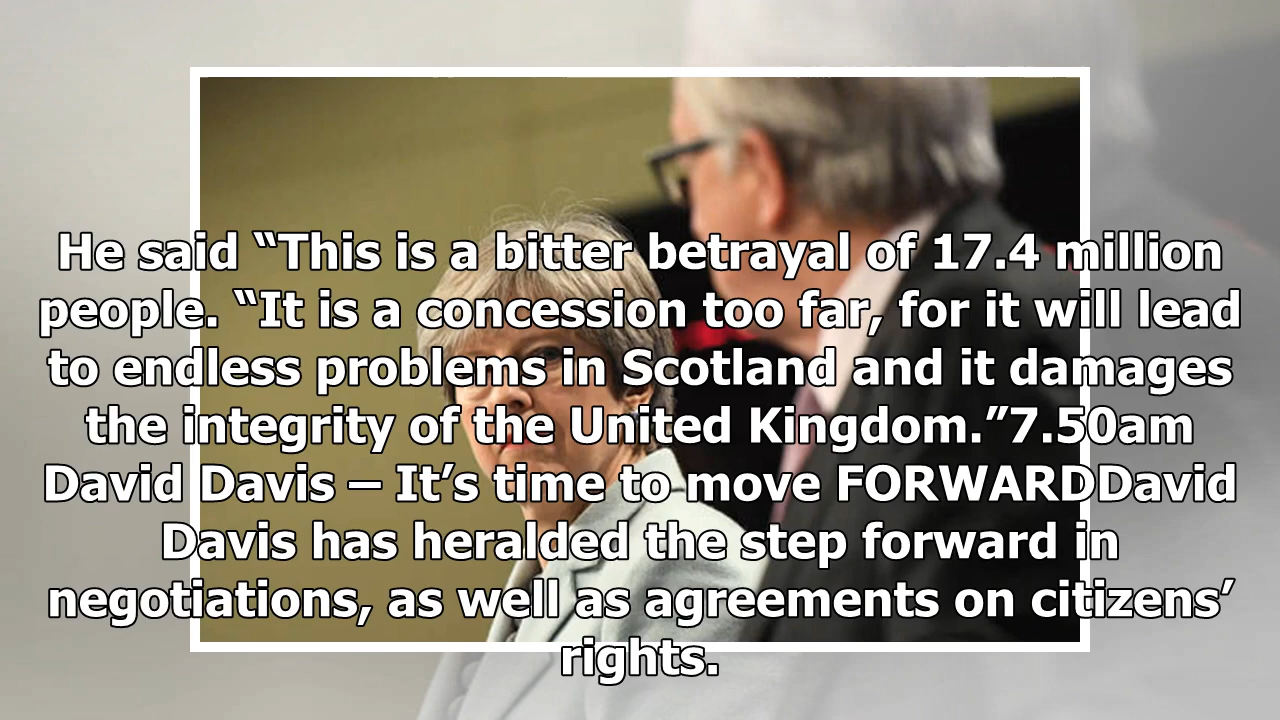 He said “This is a bitter betrayal of 17.4 million
people. “It is a concession too far, for it will lead
to endless problems in Scotland and it damages
the integrity of the United Kingdom.”7.50am
David Davis – It’s time to move FORWARDDavid
Davis has heralded the step forward in
negotiations, as well as agreements on citizens’
rights.